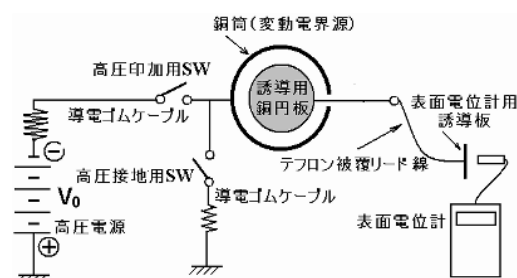 銅筒(変動電界源)
高圧印加用SW
誘導用
銅円板
表面電位計用
誘導板
導電ゴムケーブル
テフロン被覆リード線
高圧接地用SW
導電ゴムケーブル
⊖
V₀
高圧電源
⊕
表面電位計